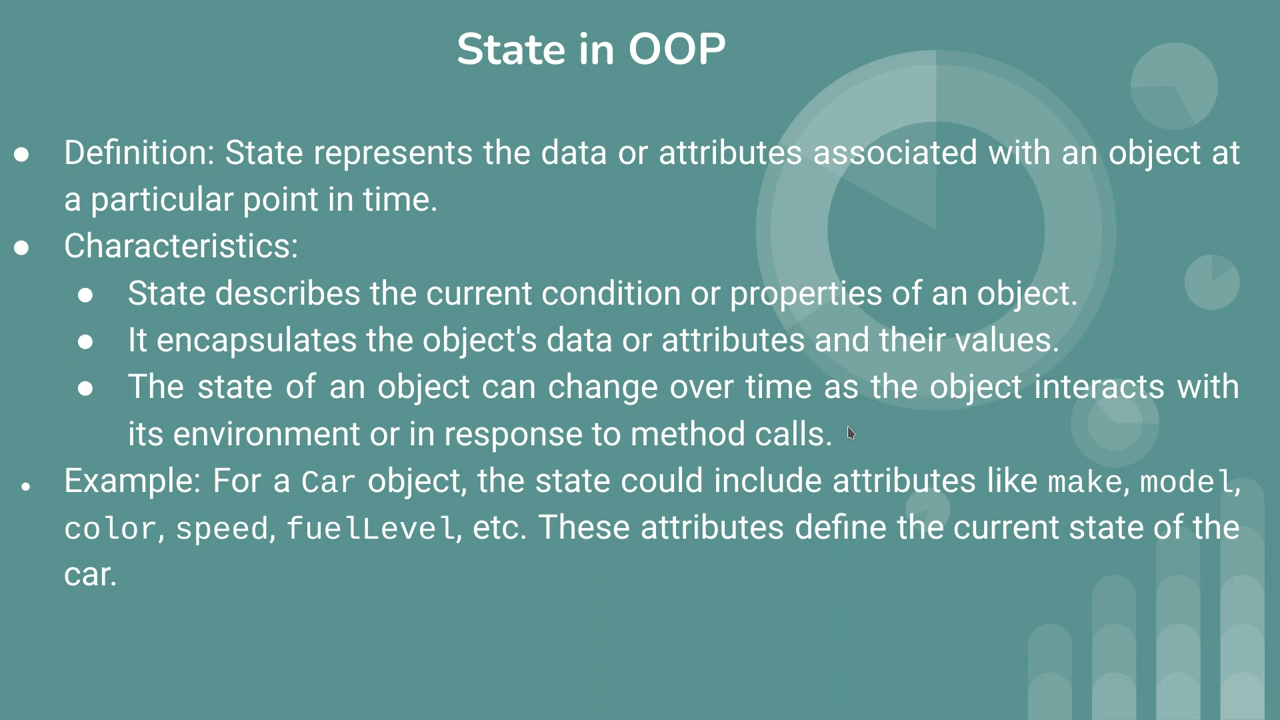 State in OOP
● Definition: State represents the data or attributes associated with an object at
a particular point in time.
● Characteristics:
● State describes the current condition or properties of an object.
● It encapsulates the object's data or attributes and their values.
● The state of an object can change over time as the object interacts with
its environment or in response to method calls.
● Example: For a Car object, the state could include attributes like make, model,
color, speed, fuelLevel, etc. These attributes define the current state of the
car.